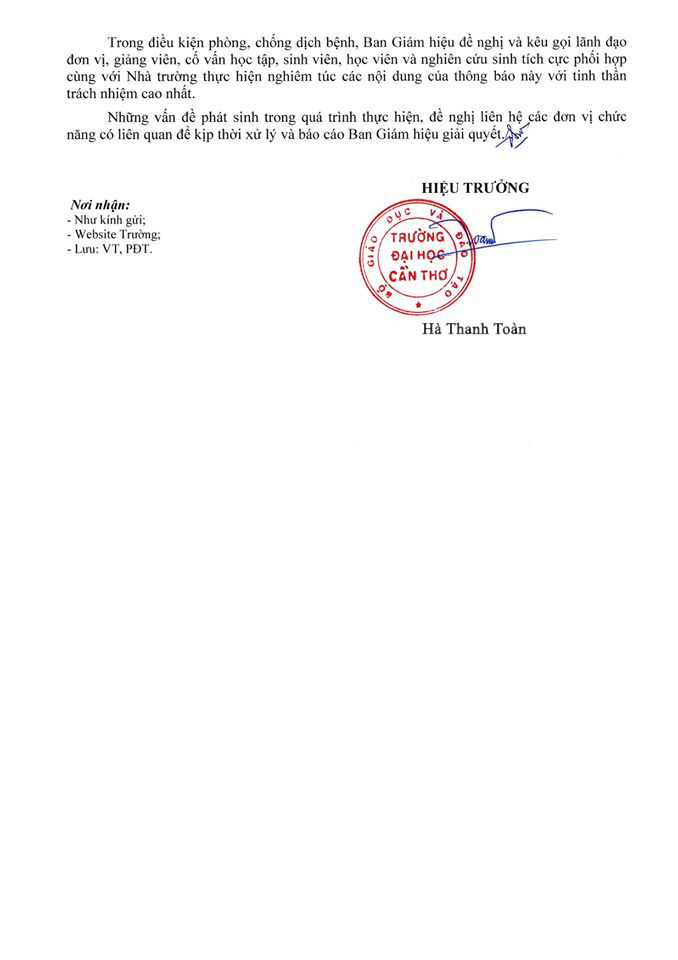 Trong điều kiện phòng, chống dịch bệnh, Ban Giám hiệu đề nghị và kêu gọi lãnh đạo
đơn vị, giảng viên, cố vấn học tập, sinh viên, học viên và nghiên cứu sinh tích cực phối hợp
cùng với Nhà trường thực hiện nghiêm túc các nội dung của thông báo này với tinh thần
trách nhiệm cao nhất.
Những vấn đề phát sinh trong quá trình thực hiện, đề nghị liên hệ các đơn vị chức
năng có liên quan để kịp thời xử lý và báo cáo Ban Giám hiệu giải quyết.
HIỆU TRƯỞNG
Nơi nhận:
- Như kính gửi;
- Website Trường;
- Lưu: VT, PĐT.
BỘ GIÁO DỤC VÀ ĐÀO TẠO
TRƯỜNG
ĐẠI HỌC
CẦN THƠ
Hà Thanh Toàn